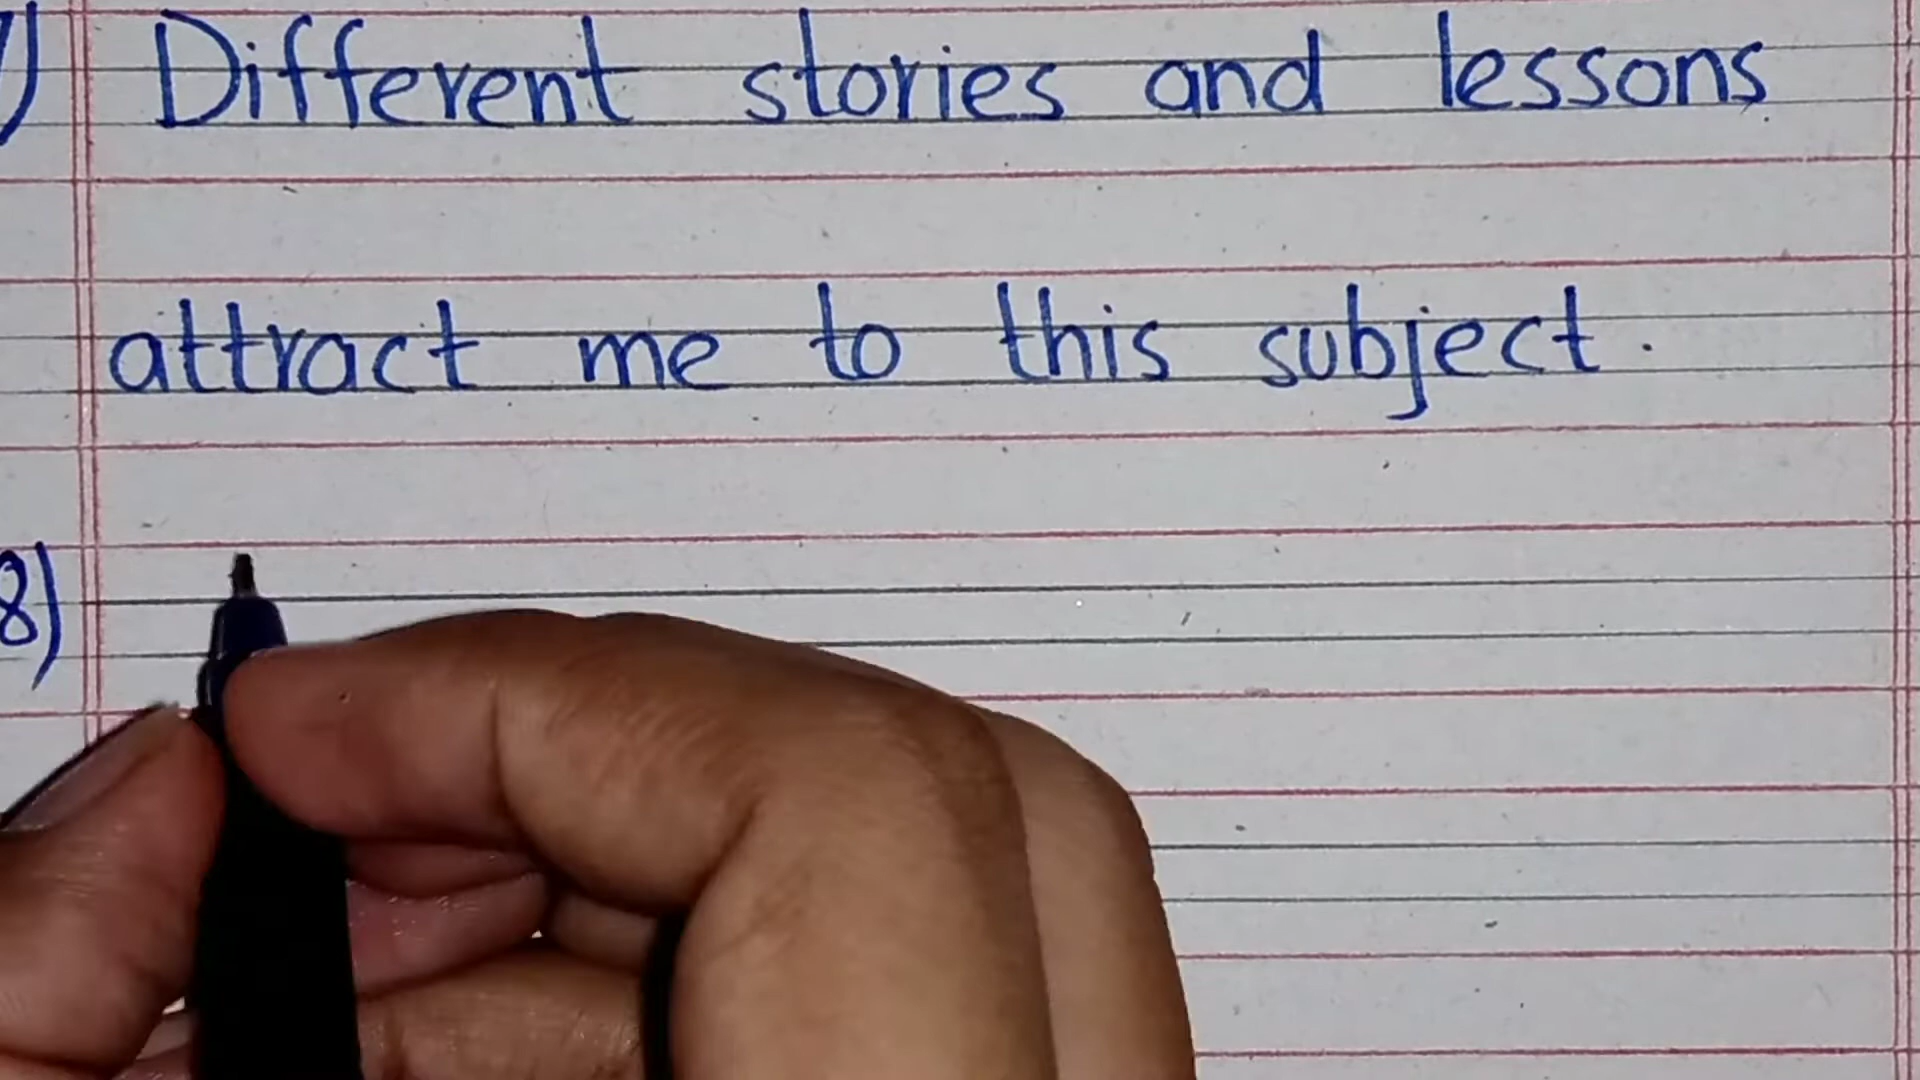 ) Different stories and lessons
attract me to this subject.
8)